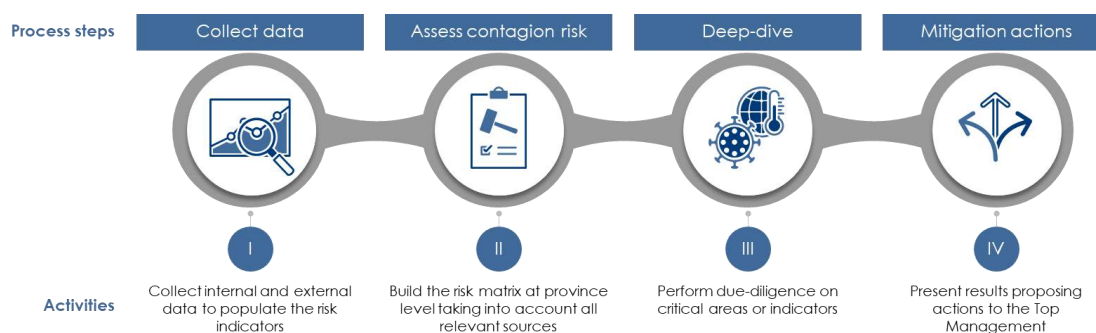 Process steps
Collect data
Assess contagion risk
Deep-dive
Mitigation actions
I
II
III
IV
Activities
Collect internal and external
data to populate the risk
indicators
Build the risk matrix at province
level taking into account all
relevant sources
Perform due-diligence on
critical areas or indicators
Present results proposing
actions to the Top
Management